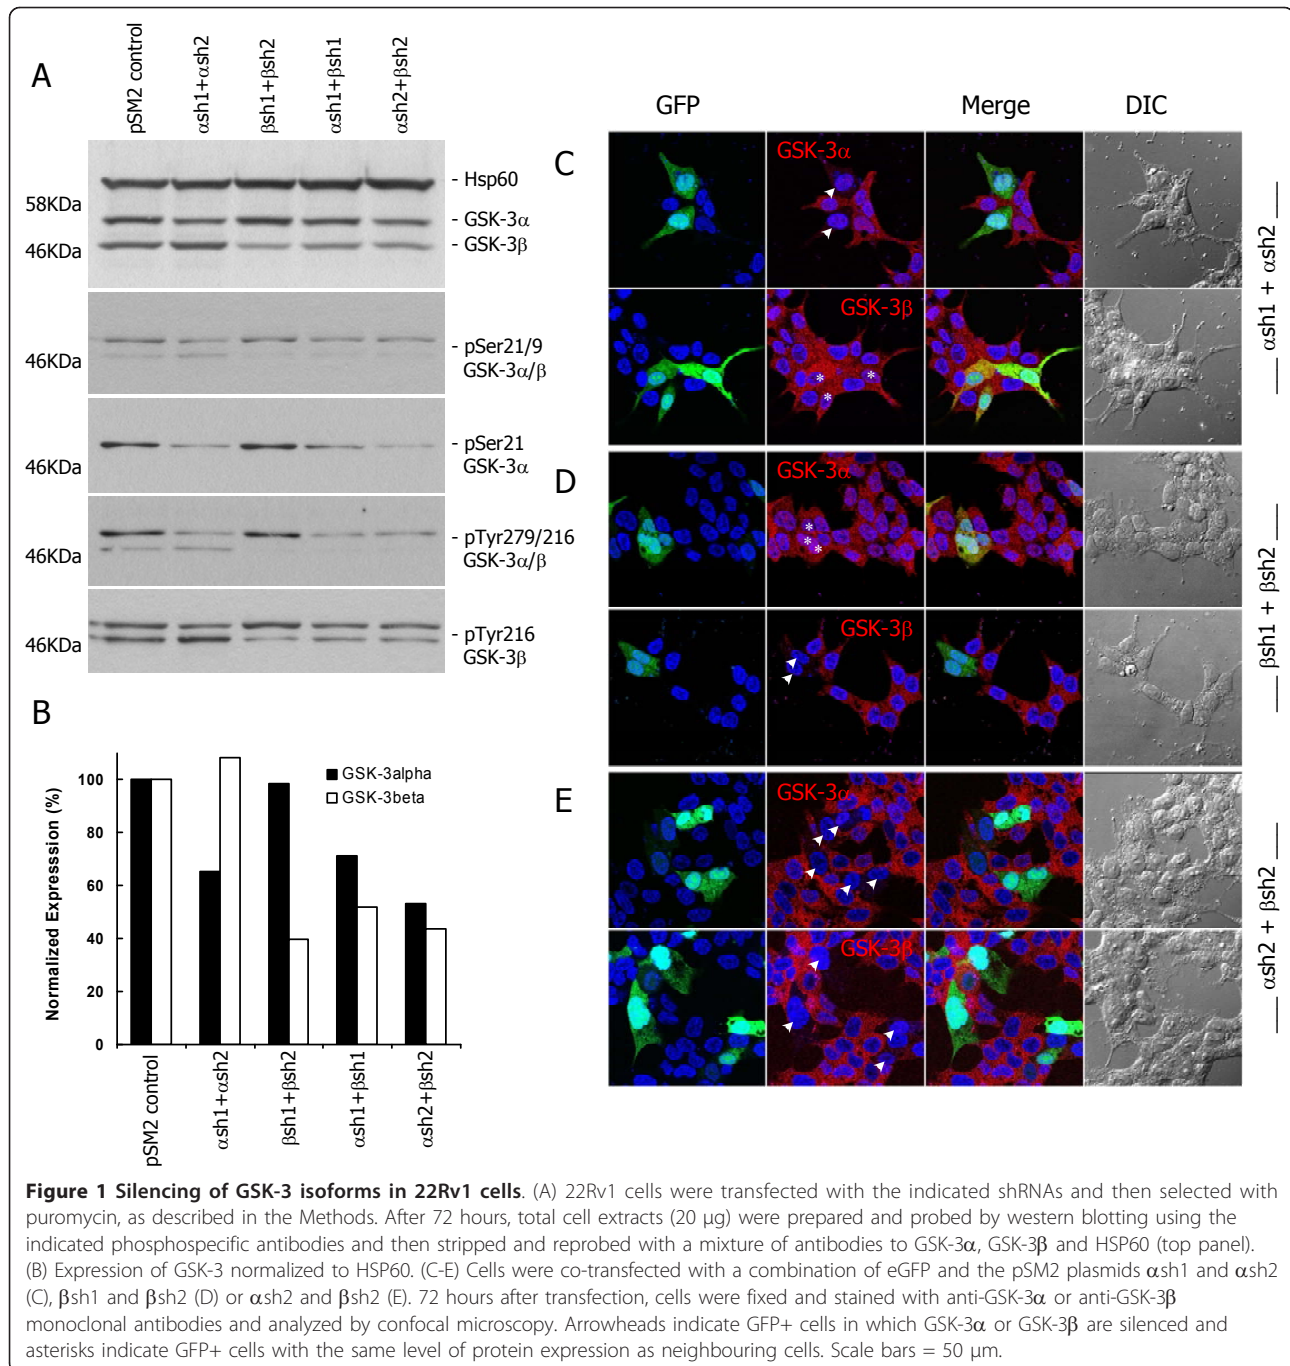 A
pSM2 control
αsh1+αsh2
βsh1+βsh2
αsh1+βsh1
αsh2+βsh2
58KDa
46KDa
- Hsp60
- GSK-3α
- GSK-3β
46KDa
- pSer21/9
GSK-3α/β
46KDa
- pSer21
GSK-3α
46KDa
- pTyr279/216
GSK-3α/β
46KDa
- pTyr216
GSK-3β
B
Normalized Expression (%)
100
80
60
40
20
0
GSK-3alpha
GSK-3beta
pSM2 control
αsh1+αsh2
βsh1+βsh2
αsh1+βsh1
αsh2+βsh2
GFP
Merge
DIC
C
GSK-3α
GSK-3β
* * *
αsh1 + αsh2
D
GSK-3α
* * *
GSK-3β
βsh1 + βsh2
E
GSK-3α
GSK-3β
αsh2 + βsh2
Figure 1 Silencing of GSK-3 isoforms in 22Rv1 cells. (A) 22Rv1 cells were transfected with the indicated shRNAs and then selected with
puromycin, as described in the Methods. After 72 hours, total cell extracts (20 μg) were prepared and probed by western blotting using the
indicated phosphospecific antibodies and then stripped and reprobed with a mixture of antibodies to GSK-3α, GSK-3β and HSP60 (top panel).
(B) Expression of GSK-3 normalized to HSP60. (C-E) Cells were co-transfected with a combination of eGFP and the pSM2 plasmids αsh1 and αsh2
(C), βsh1 and βsh2 (D) or αsh2 and βsh2 (E). 72 hours after transfection, cells were fixed and stained with anti-GSK-3α or anti-GSK-3β
monoclonal antibodies and analyzed by confocal microscopy. Arrowheads indicate GFP+ cells in which GSK-3α or GSK-3β are silenced and
asterisks indicate GFP+ cells with the same level of protein expression as neighbouring cells. Scale bars = 50 μm.